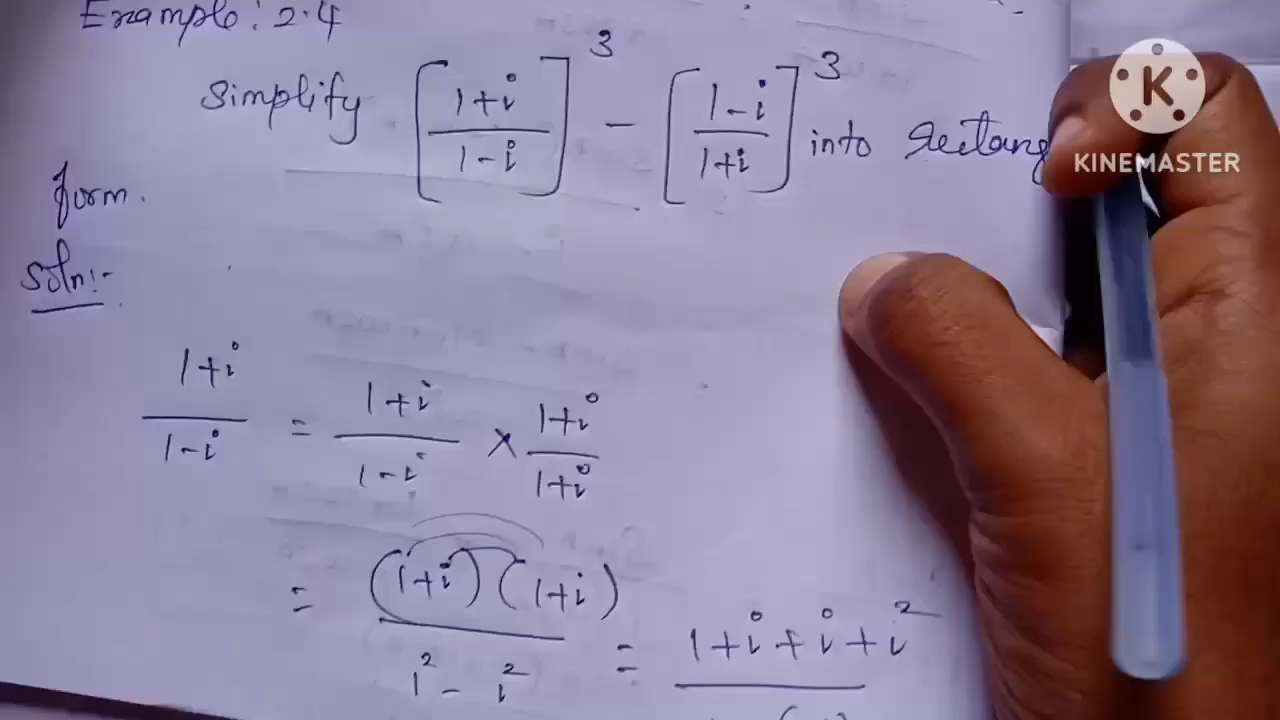 Example: 2.4
Simplify [1+i / 1-i]³ - [1-i / 1+i]³ into rectang
form.
Soln:-
1+i / 1-i = 1+i / 1-i × 1+i / 1+i
= (1+i)(1+i) / 1² - i² = 1+i+i+i²
KINEMASTER